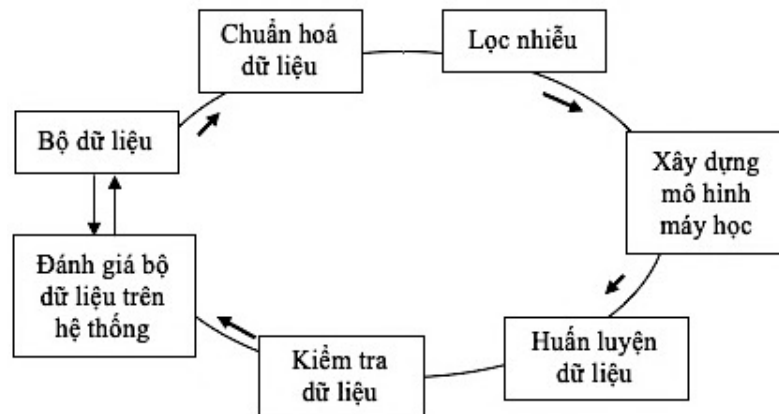 Chuẩn hoá
dữ liệu
Lọc nhiễu
Bộ dữ liệu
Xây dựng
mô hình
máy học
Đánh giá bộ
dữ liệu trên
hệ thống
Huấn luyện
dữ liệu
Kiểm tra
dữ liệu